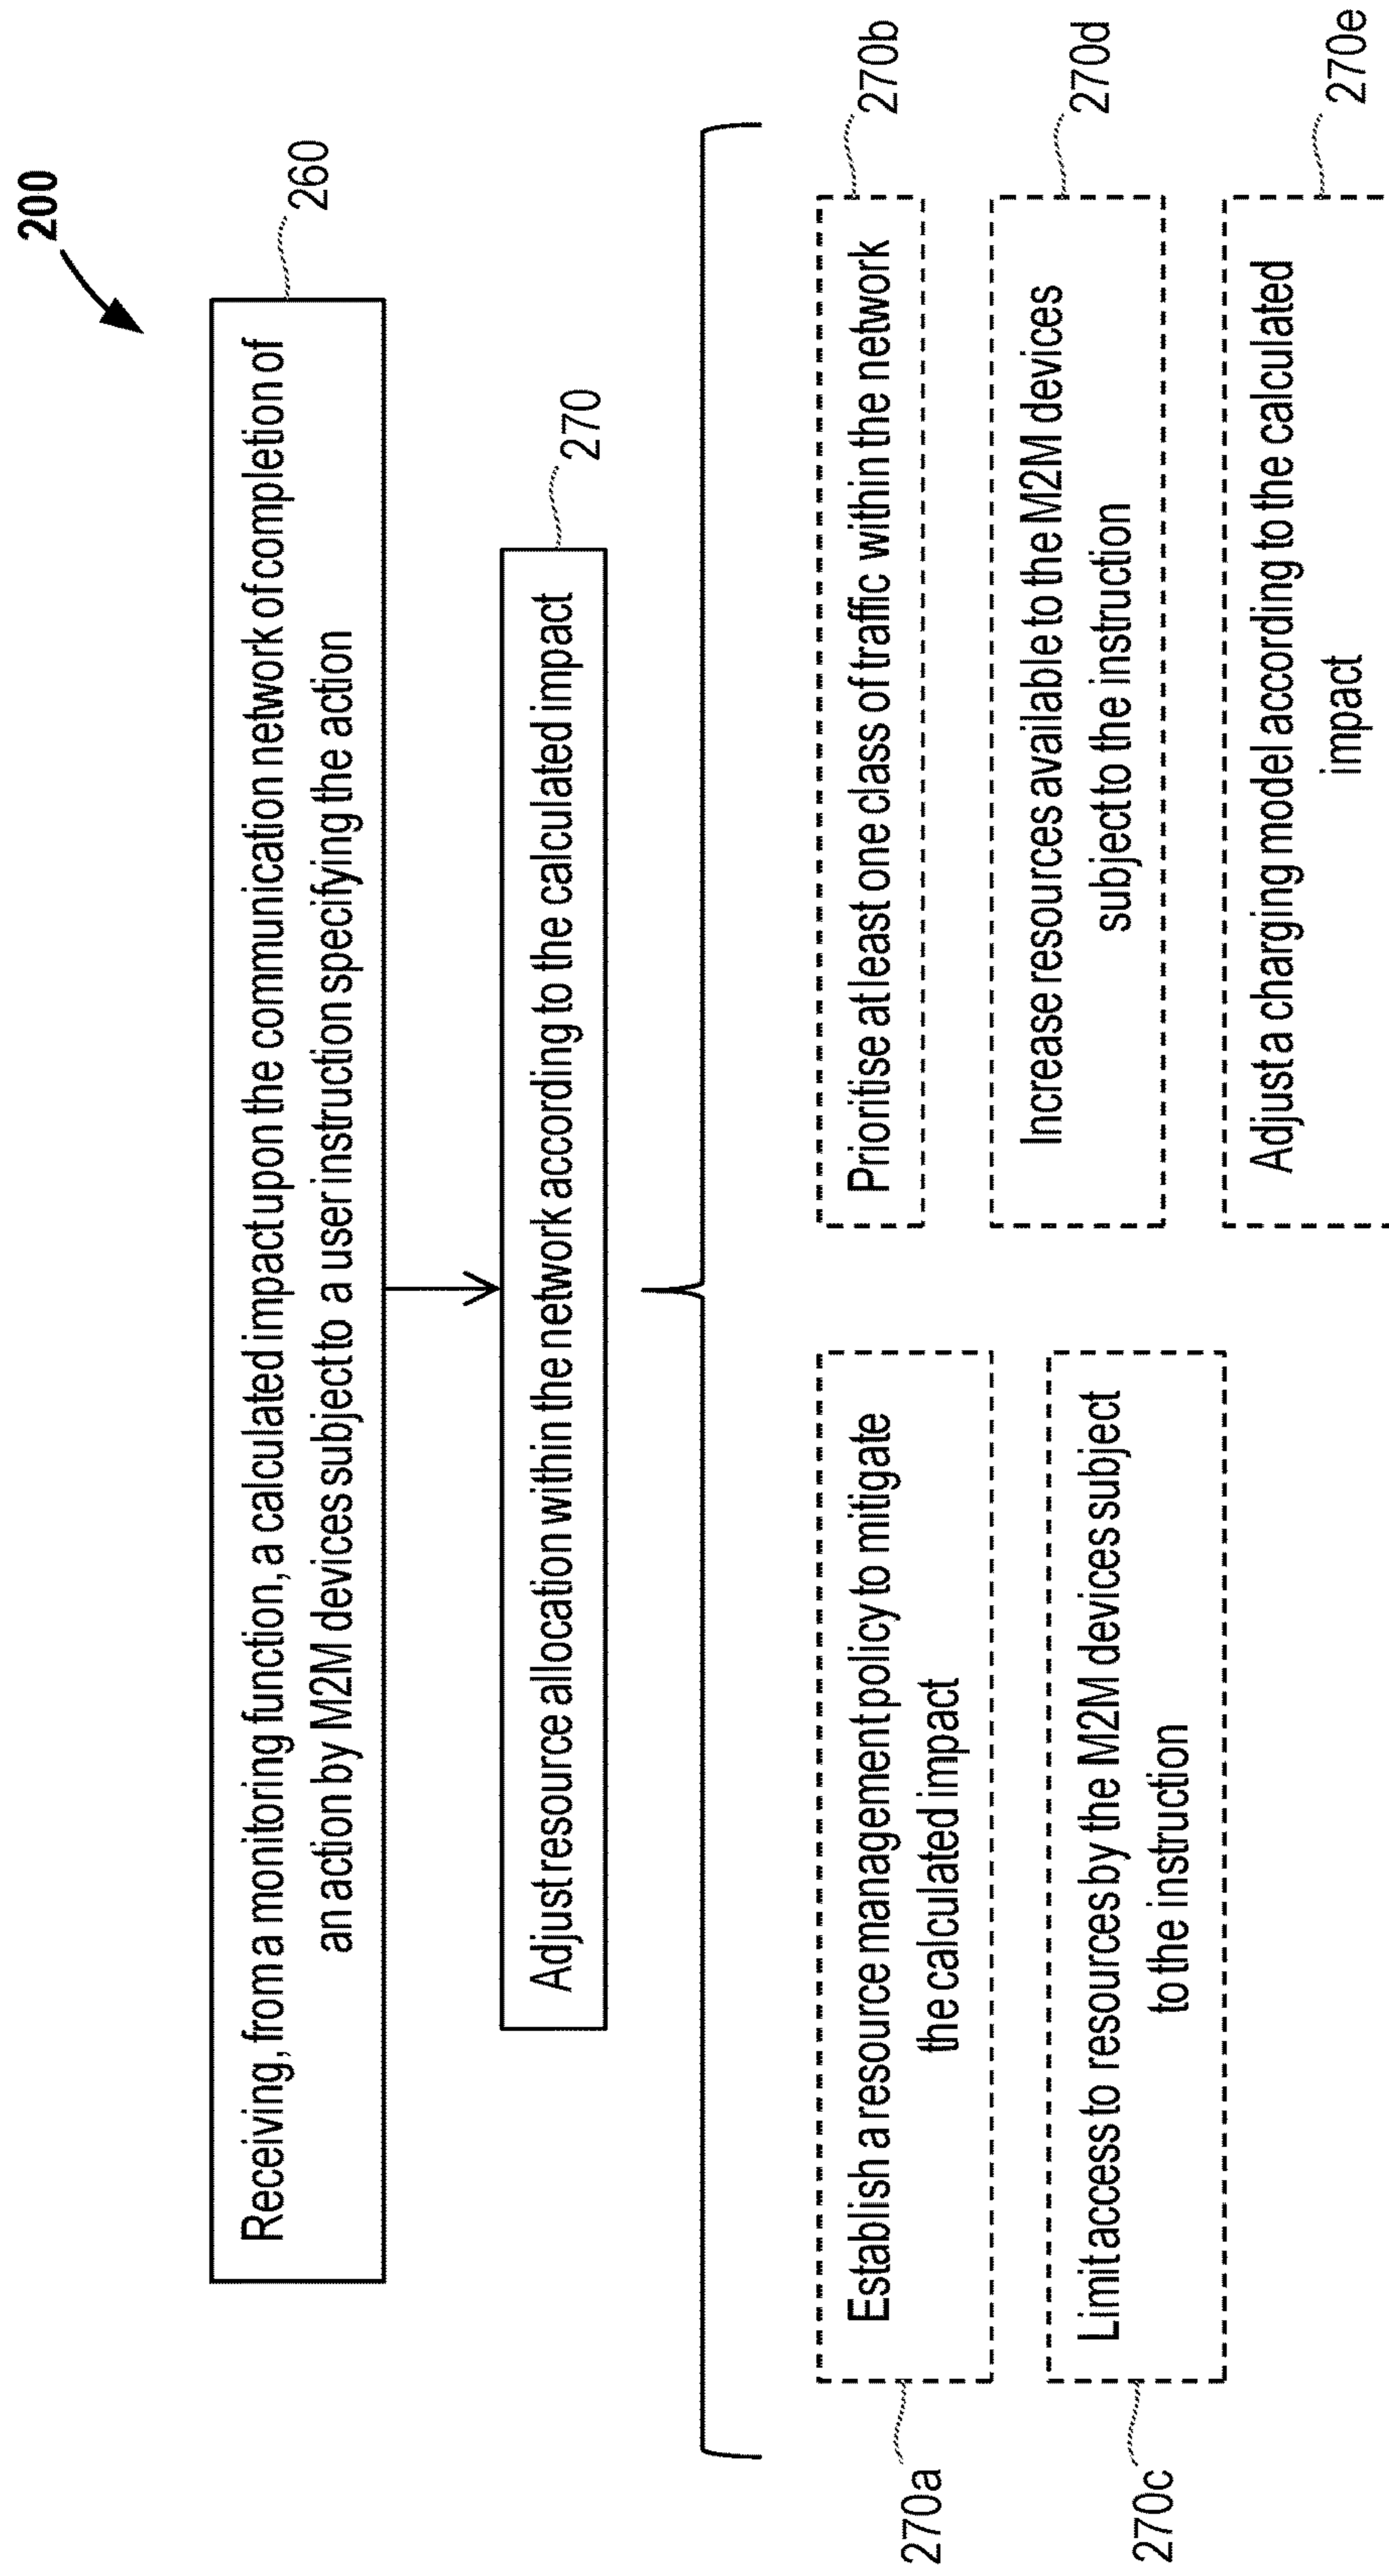 200
260
Receiving, from a monitoring function, a calculated impact upon the communication network of completion of
an action by M2M devices subject to a user instruction specifying the action
270
Adjust resource allocation within the network according to the calculated impact
270a
Establish a resource management policy to mitigate
the calculated impact
270b
Prioritise at least one class of traffic within the network
270c
Limit access to resources by the M2M devices subject
to the instruction
270d
Increase resources available to the M2M devices
subject to the instruction
270e
Adjust a charging model according to the calculated
impact